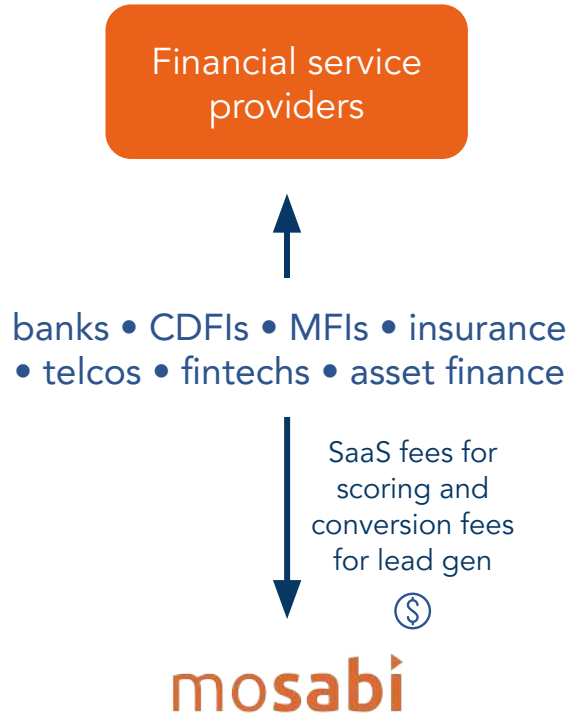 Financial service
providers
banks • CDFIs • MFIs • insurance
• telcos • fintechs • asset finance
SaaS fees for
scoring and
conversion fees
for lead gen
$
mosabi